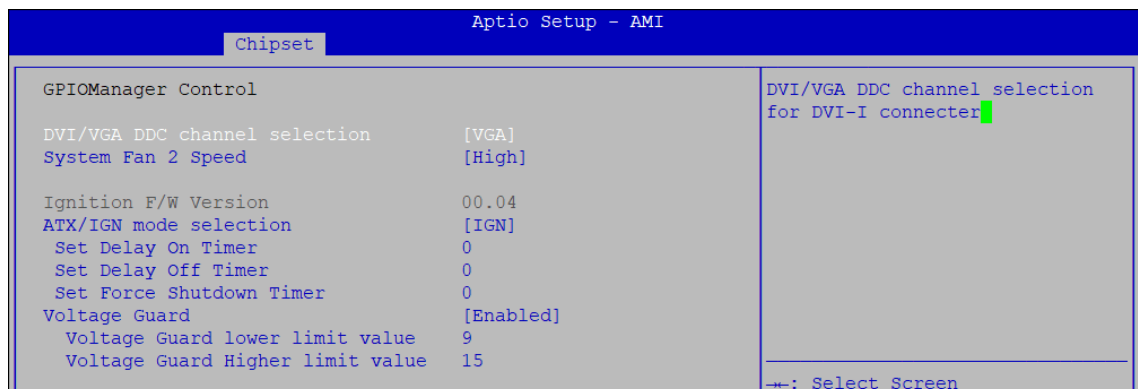 Aptio Setup - AMI
Chipset
GPIOManager Control
DVI/VGA DDC channel selection [VGA]
System Fan 2 Speed [High]
Ignition F/W Version 00.04
ATX/IGN mode selection [IGN]
Set Delay On Timer 0
Set Delay Off Timer 0
Set Force Shutdown Timer 0
Voltage Guard [Enabled]
Voltage Guard lower limit value 9
Voltage Guard Higher limit value 15
DVI/VGA DDC channel selection
for DVI-I connecter
→←: Select Screen